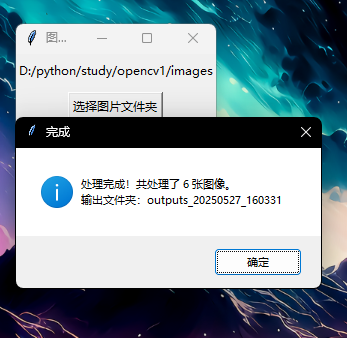 图...
D:/python/study/opencv1/images
选择图片文件夹
完成
处理完成！共处理了 6 张图像。
输出文件夹：outputs_20250527_160331
确定